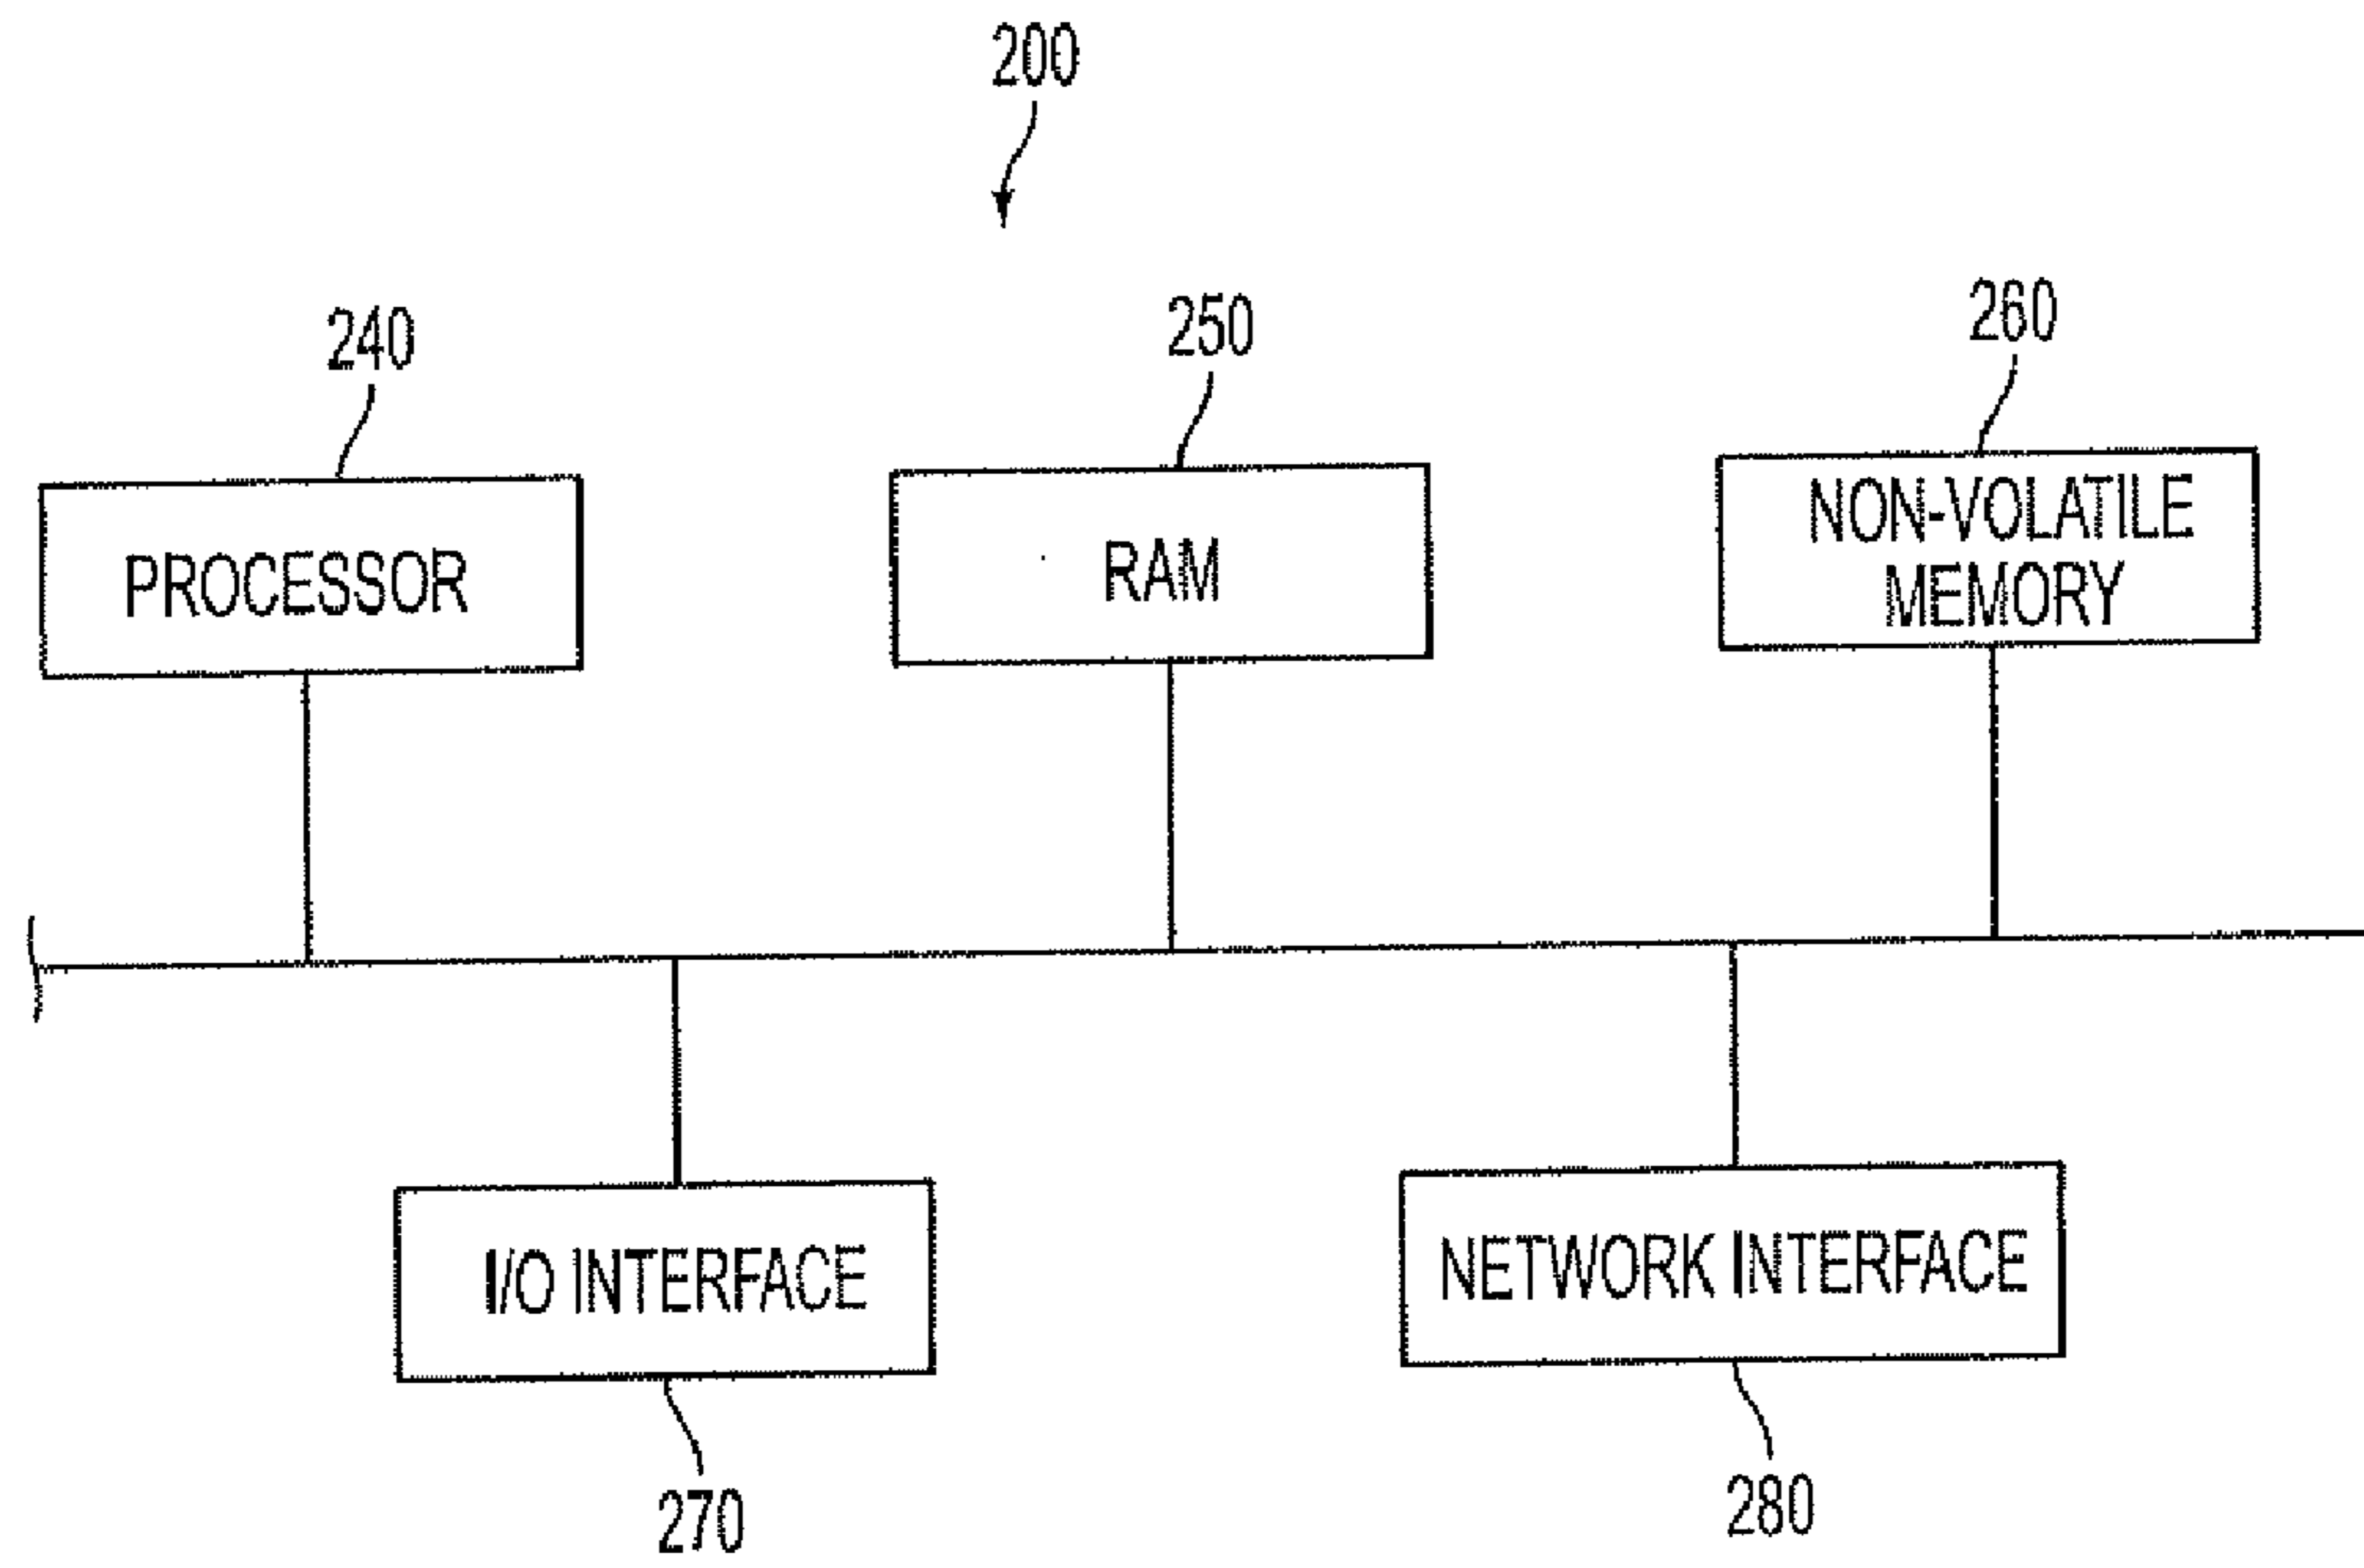 200
240
250
260
PROCESSOR
RAM
NON-VOLATILE
MEMORY
I/O INTERFACE
NETWORK INTERFACE
270
280